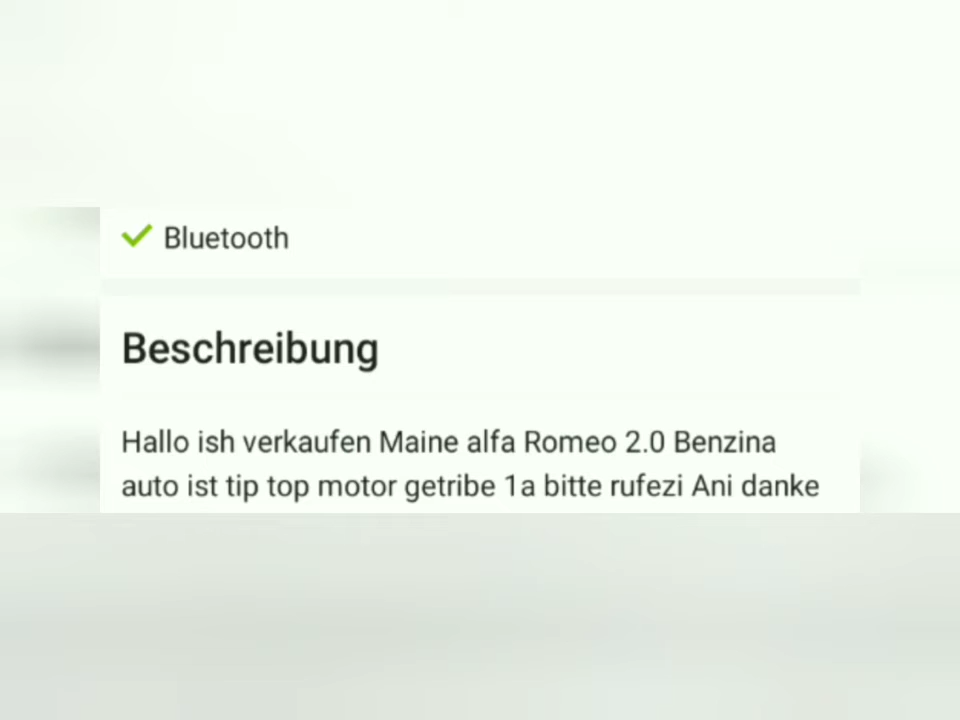 Bluetooth
Beschreibung
Hallo ish verkaufen Maine alfa Romeo 2.0 Benzina
auto ist tip top motor getribe 1a bitte rufezi Ani danke